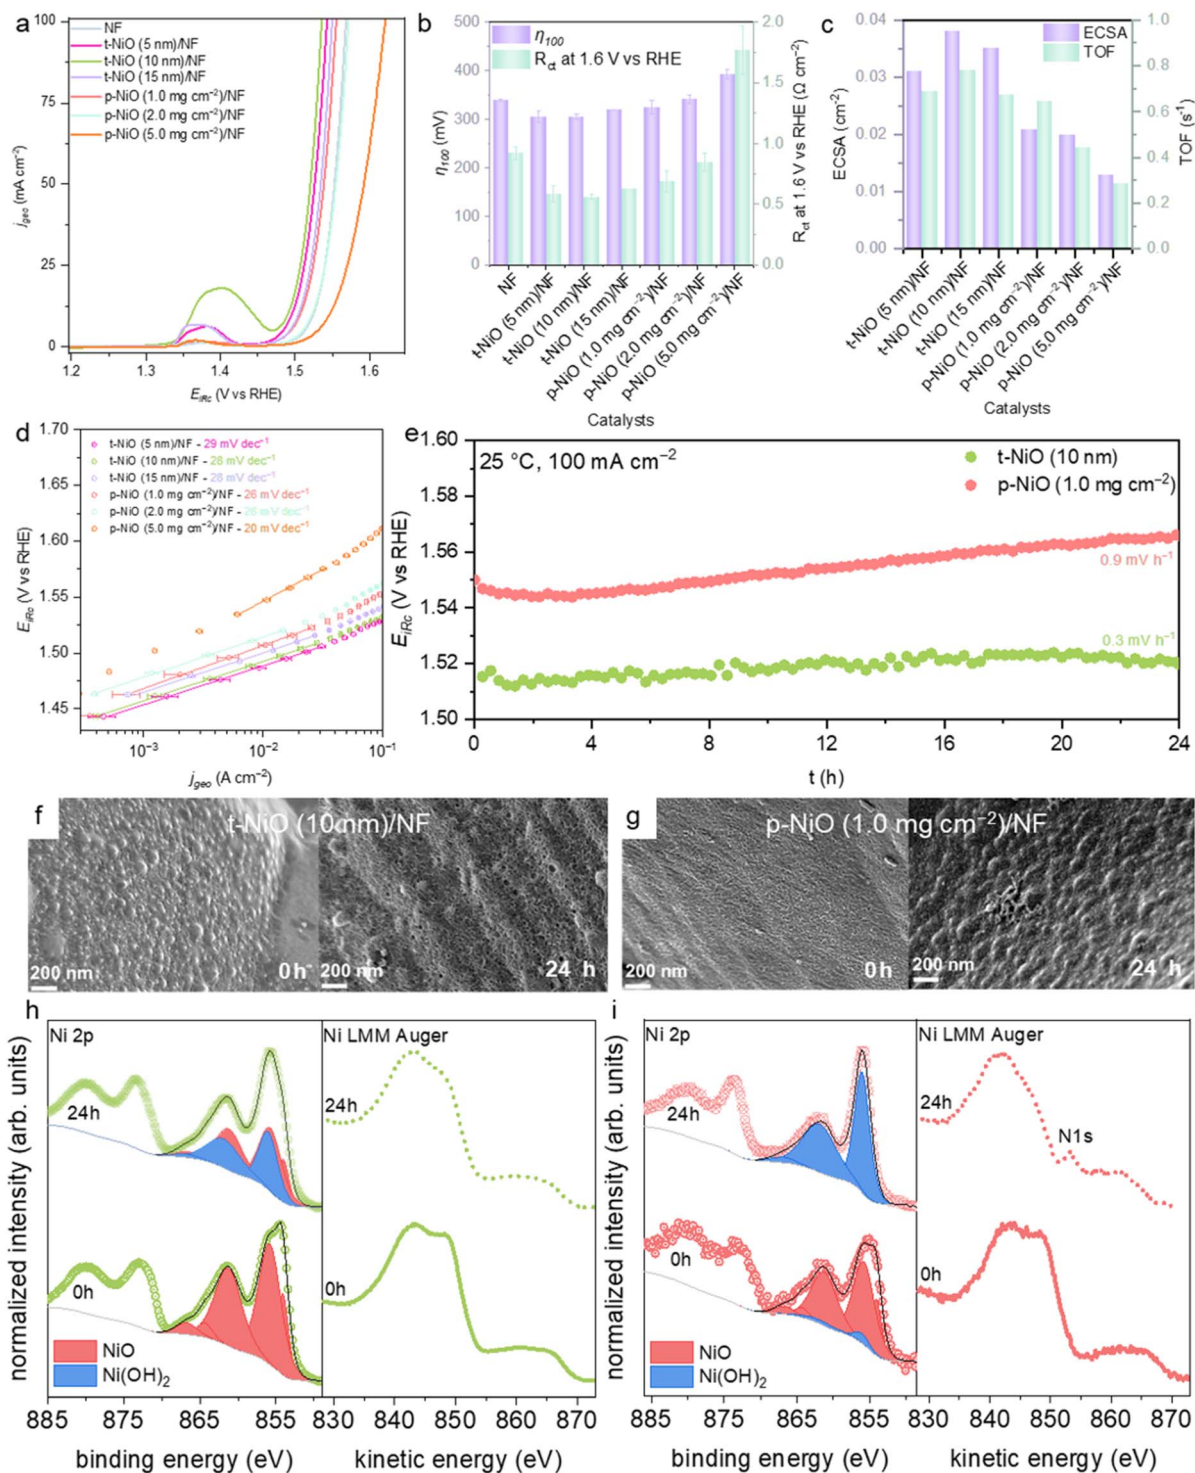 a
100
75
50
25
0
j_geo (mA cm⁻²)
NF
t-NiO (5 nm)/NF
t-NiO (10 nm)/NF
t-NiO (15 nm)/NF
p-NiO (1.0 mg cm⁻²)/NF
p-NiO (2.0 mg cm⁻²)/NF
p-NiO (5.0 mg cm⁻²)/NF
1.2 1.3 1.4 1.5 1.6
E_iRc (V vs RHE)
b
500
400
300
200
100
0
η₁₀₀ (mV)
η₁₀₀
R_ct at 1.6 V vs RHE
2.0
1.5
1.0
0.5
0.0
R_ct at 1.6 V vs RHE (Ω cm⁻²)
NF
t-NiO (5 nm)/NF
t-NiO (10 nm)/NF
t-NiO (15 nm)/NF
p-NiO (1.0 mg cm⁻²)/NF
p-NiO (2.0 mg cm⁻²)/NF
p-NiO (5.0 mg cm⁻²)/NF
Catalysts
c
0.04
0.03
0.02
0.01
0.00
ECSA (cm⁻²)
ECSA
TOF
1.0
0.8
0.6
0.4
0.2
0.0
TOF (s⁻¹)
t-NiO (5 nm)/NF
t-NiO (10 nm)/NF
t-NiO (15 nm)/NF
p-NiO (1.0 mg cm⁻²)/NF
p-NiO (2.0 mg cm⁻²)/NF
p-NiO (5.0 mg cm⁻²)/NF
Catalysts
d
1.70
1.65
1.60
1.55
1.50
1.45
E_iRc (V vs RHE)
t-NiO (5 nm)/NF - 29 mV dec⁻¹
t-NiO (10 nm)/NF - 28 mV dec⁻¹
t-NiO (15 nm)/NF - 28 mV dec⁻¹
p-NiO (1.0 mg cm⁻²)/NF - 26 mV dec⁻¹
p-NiO (2.0 mg cm⁻²)/NF - 26 mV dec⁻¹
p-NiO (5.0 mg cm⁻²)/NF - 20 mV dec⁻¹
10⁻³ 10⁻² 10⁻¹
j_geo (A cm⁻²)
e
1.60
1.58
1.56
1.54
1.52
1.50
E_iRc (V vs RHE)
25 °C, 100 mA cm⁻²
t-NiO (10 nm)
p-NiO (1.0 mg cm⁻²)
0.9 mV h⁻¹
0.3 mV h⁻¹
0 4 8 12 16 20 24
t (h)
f
t-NiO (10 nm)/NF
200 nm
0 h
200 nm
24 h
g
p-NiO (1.0 mg cm⁻²)/NF
200 nm
0 h
200 nm
24 h
h
normalized intensity (arb. units)
Ni 2p
24h
0h
NiO
Ni(OH)₂
885 875 865 855
binding energy (eV)
Ni LMM Auger
24h
0h
830 840 850 860 870
kinetic energy (eV)
i
normalized intensity (arb. units)
Ni 2p
24h
0h
NiO
Ni(OH)₂
885 875 865 855
binding energy (eV)
Ni LMM Auger
24h
N1s
0h
830 840 850 860 870
kinetic energy (eV)